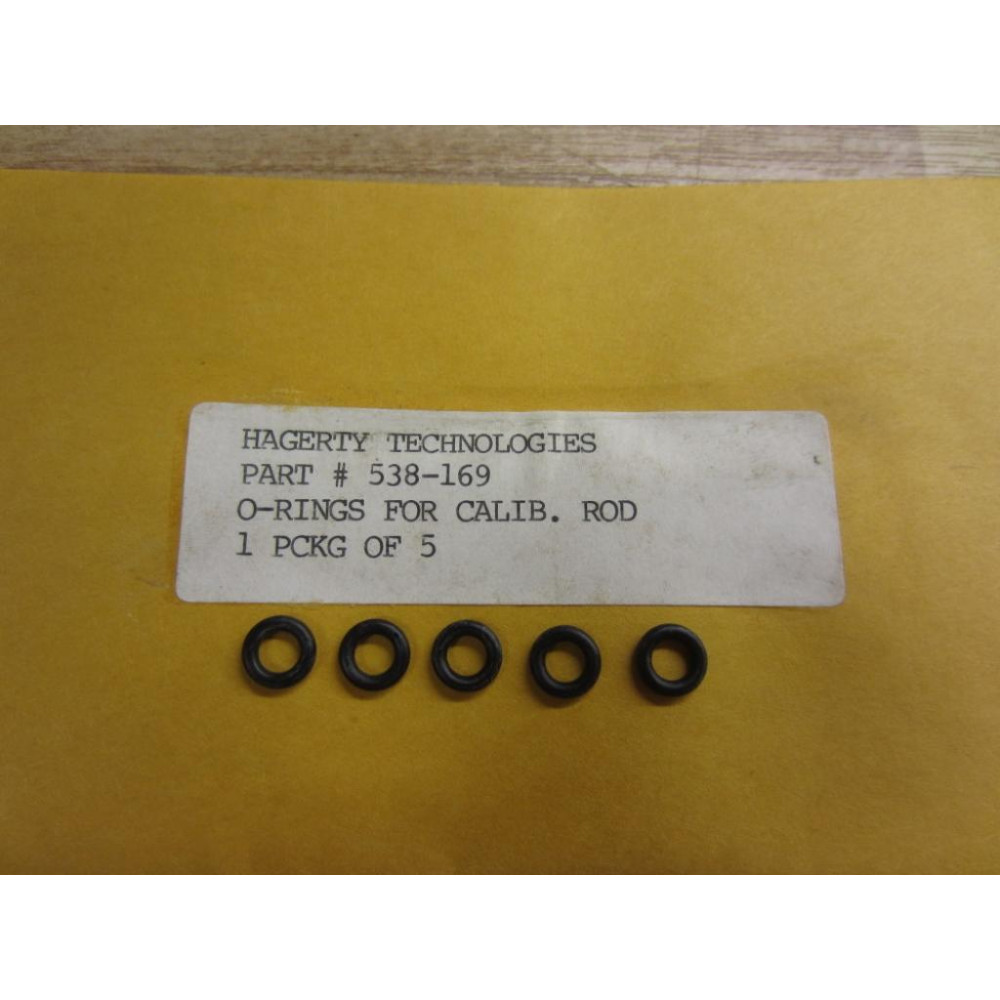 HAGERTY TECHNOLOGIES
PART # 538-169
O-RINGS FOR CALIB. ROD
1 PCKG OF 5